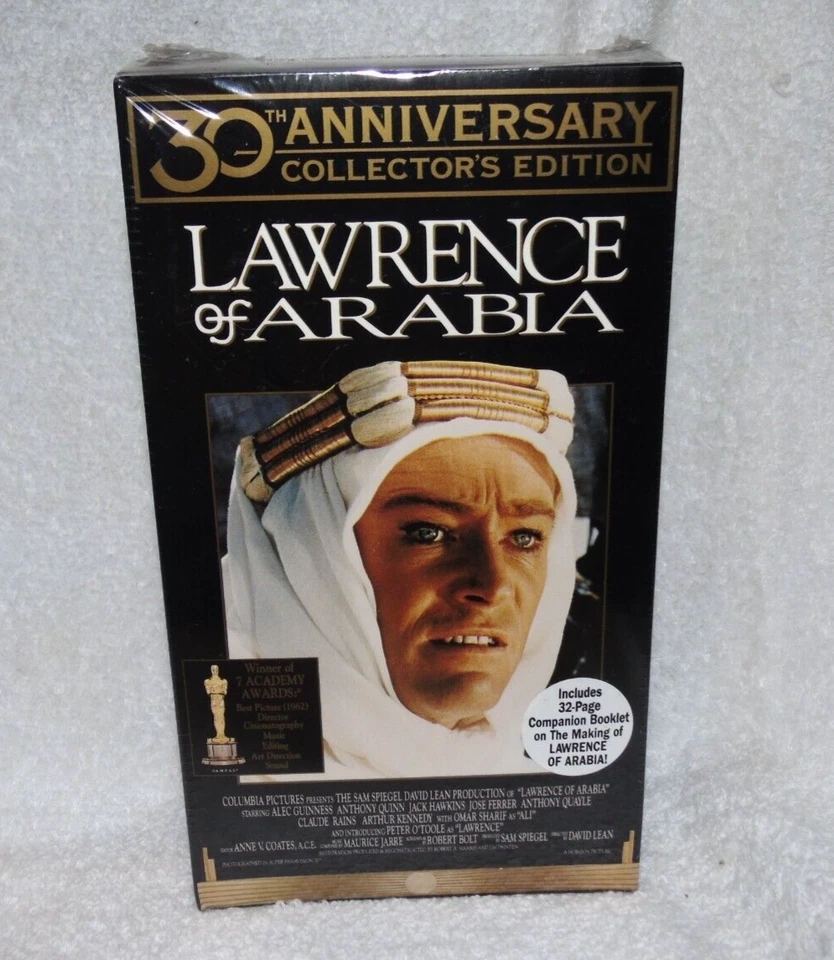 30TH ANNIVERSARY
COLLECTOR'S EDITION
LAWRENCE
of ARABIA
Winner of
7 ACADEMY
AWARDS:
Best Picture (1962)
Director
Cinematography
Music
Editing
Art Direction
Sound
Includes
32-Page
Companion Booklet
on The Making of
LAWRENCE
OF ARABIA!
COLUMBIA PICTURES PRESENTS THE SAM SPIEGEL DAVID LEAN PRODUCTION OF "LAWRENCE OF ARABIA"
STARRING ALEC GUINNESS ANTHONY QUINN JACK HAWKINS JOSE FERRER ANTHONY QUAYLE
CLAUDE RAINS ARTHUR KENNEDY WITH OMAR SHARIF AS "ALI"
AND INTRODUCING PETER O'TOOLE AS "LAWRENCE"
ANNE V. COATES, A.C.E. MAURICE JARRE ROBERT BOLT SAM SPIEGEL DAVID LEAN